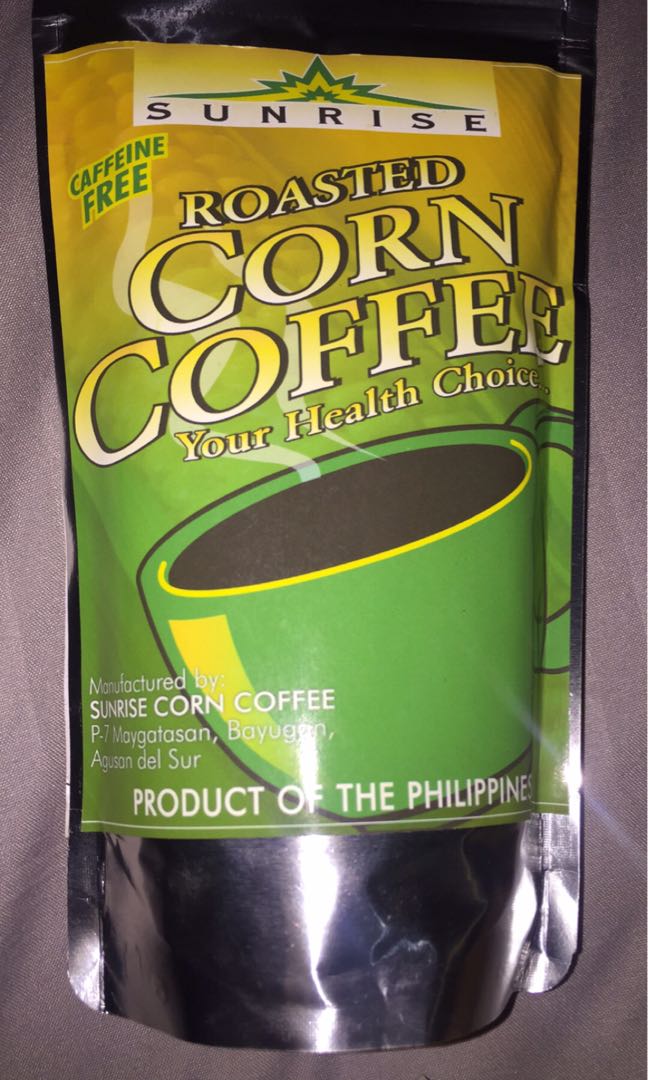 SUNRISE
CAFFEINE
FREE
ROASTED
CORN
COFFEE
Your Health Choice..
Manufactured by:
SUNRISE CORN COFFEE
P-7 Maygatasan, Bayugan,
Agusan del Sur
PRODUCT OF THE PHILIPPINES